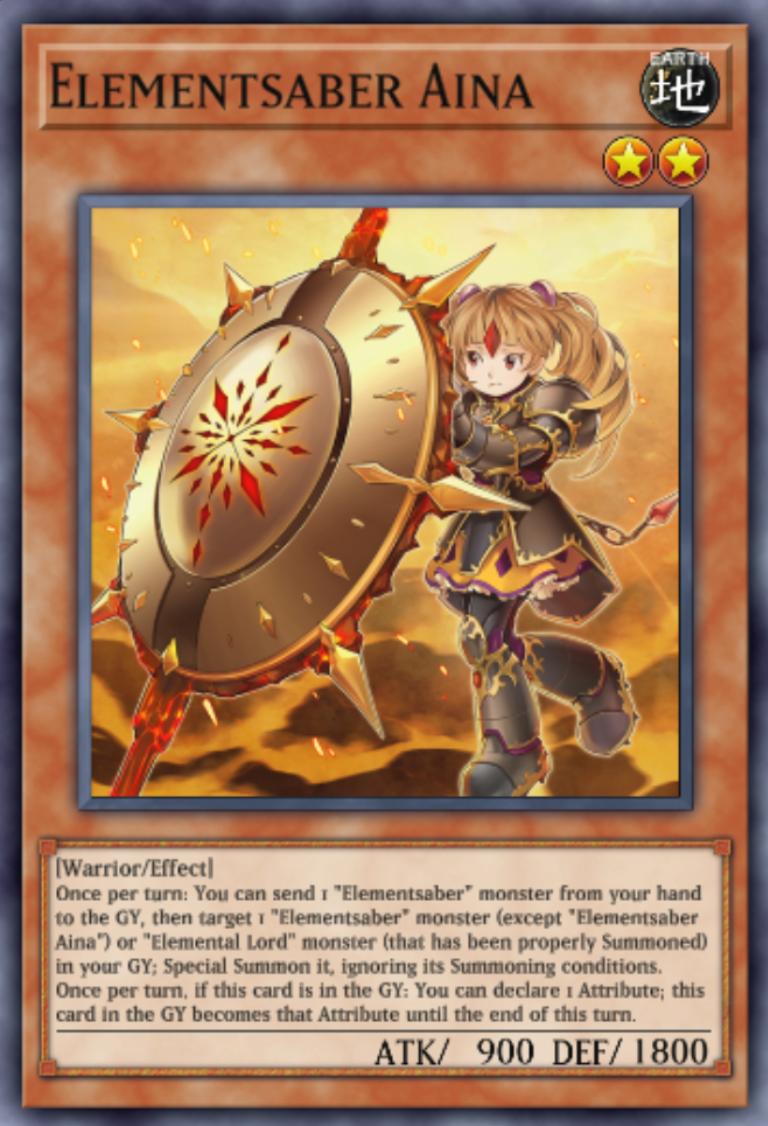 ELEMENTSABER AINA
EARTH
地
[Warrior/Effect]
Once per turn: You can send 1 "Elementsaber" monster from your hand
to the GY, then target 1 "Elementsaber" monster (except "Elementsaber
Aina") or "Elemental Lord" monster (that has been properly Summoned)
in your GY; Special Summon it, ignoring its Summoning conditions.
Once per turn, if this card is in the GY: You can declare 1 Attribute; this
card in the GY becomes that Attribute until the end of this turn.
ATK/ 900 DEF/ 1800